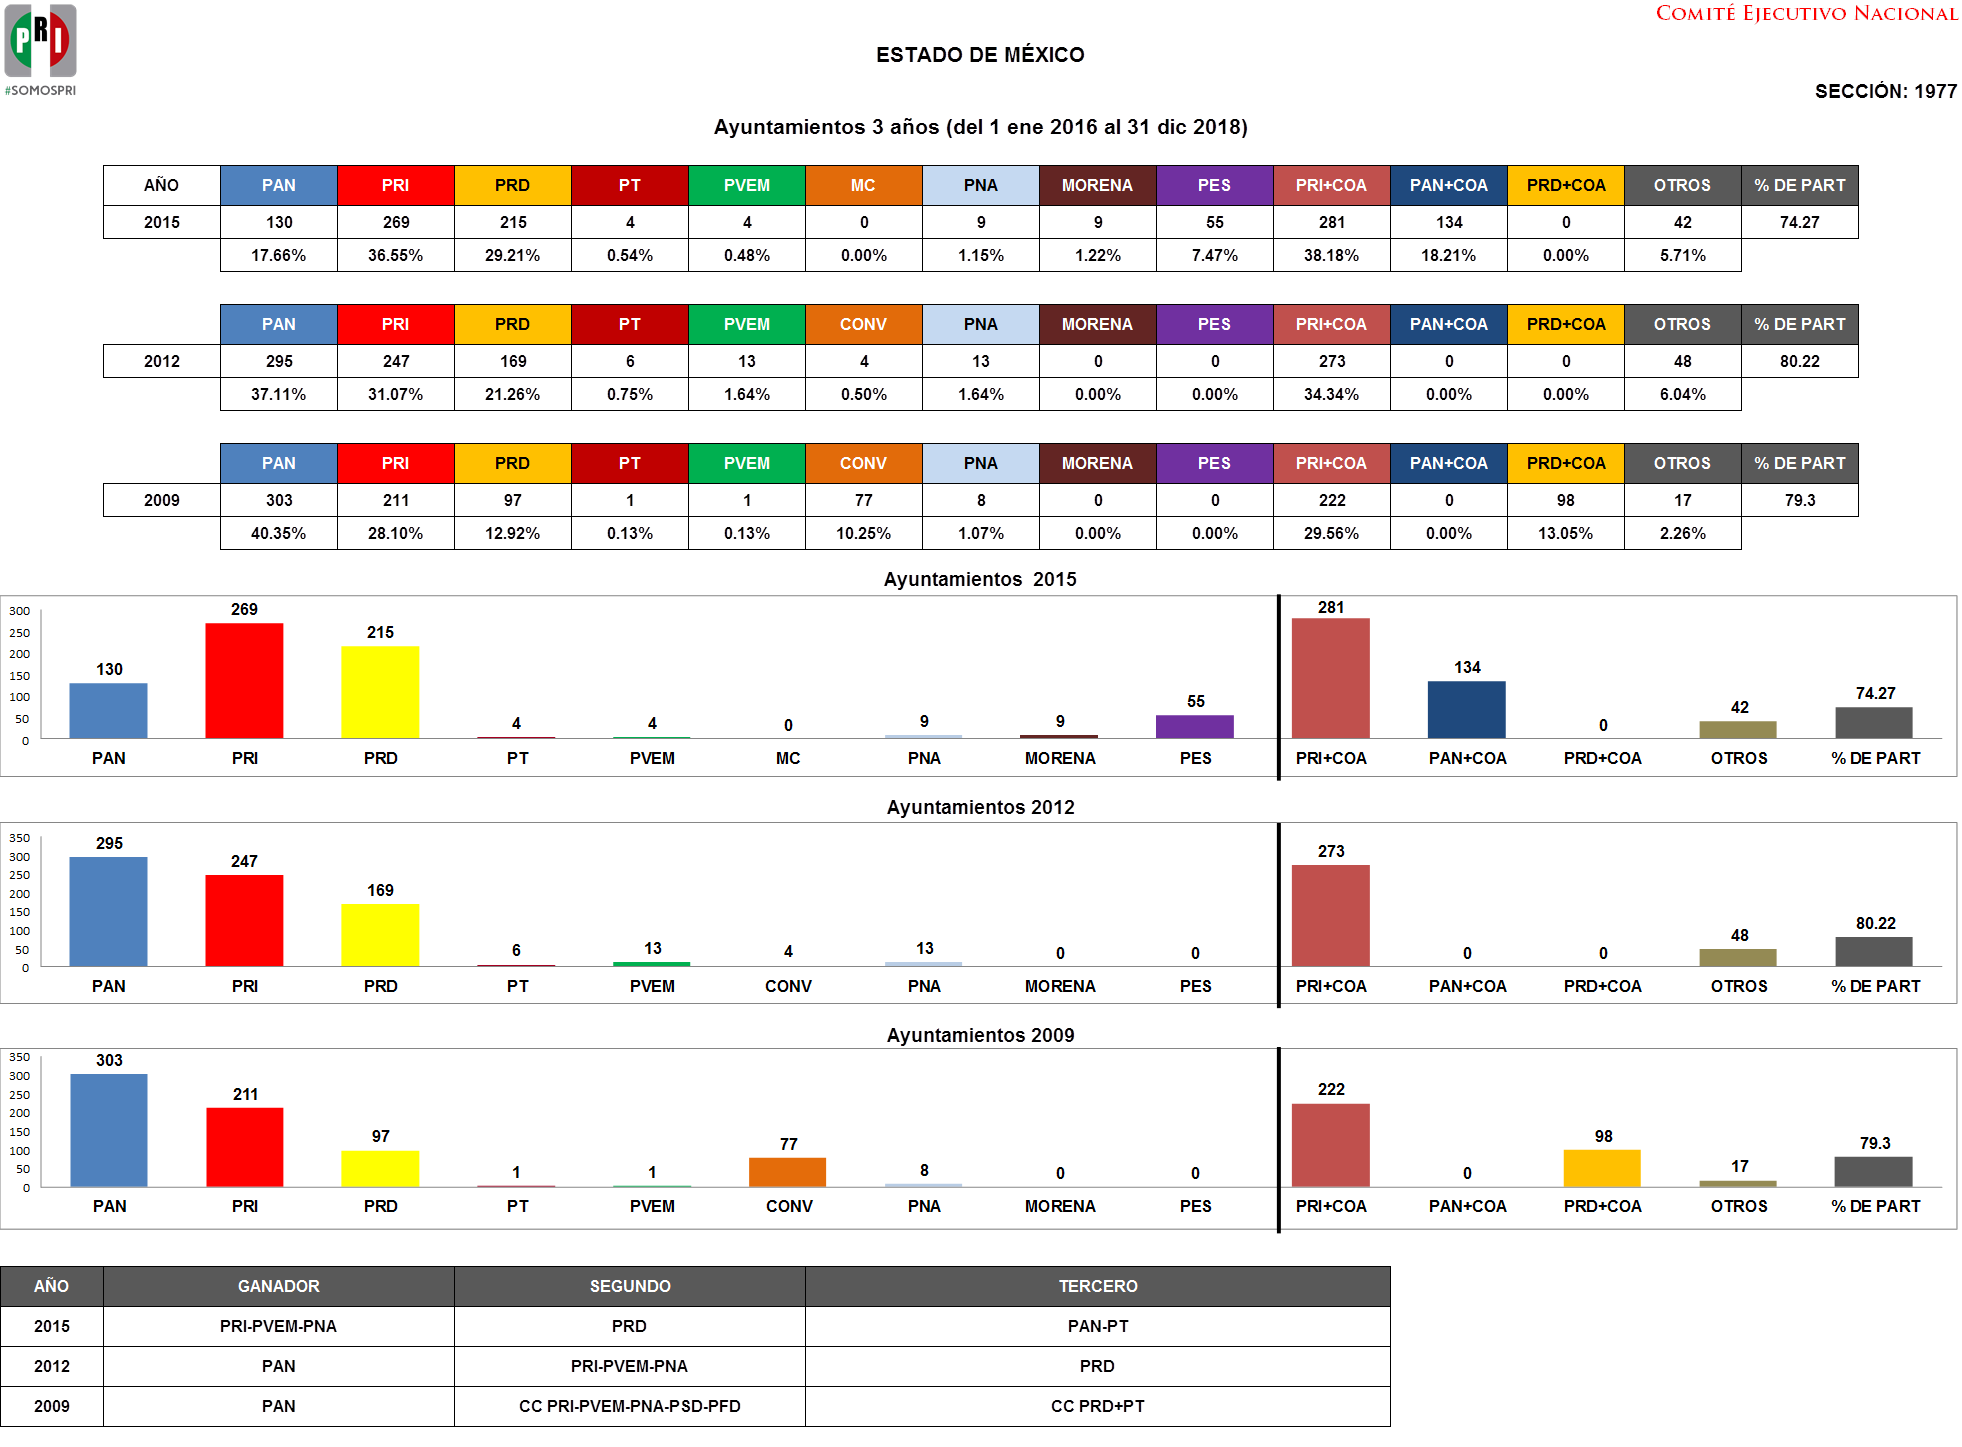 PRI
#SOMOSPRI
COMITÉ EJECUTIVO NACIONAL
ESTADO DE MÉXICO
SECCIÓN: 1977
Ayuntamientos 3 años (del 1 ene 2016 al 31 dic 2018)
AÑO PAN PRI PRD PT PVEM MC PNA MORENA PES PRI+COA PAN+COA PRD+COA OTROS % DE PART
2015 130 269 215 4 4 0 9 9 55 281 134 0 42 74.27
17.66% 36.55% 29.21% 0.54% 0.48% 0.00% 1.15% 1.22% 7.47% 38.18% 18.21% 0.00% 5.71%
PAN PRI PRD PT PVEM CONV PNA MORENA PES PRI+COA PAN+COA PRD+COA OTROS % DE PART
2012 295 247 169 6 13 4 13 0 0 273 0 0 48 80.22
37.11% 31.07% 21.26% 0.75% 1.64% 0.50% 1.64% 0.00% 0.00% 34.34% 0.00% 0.00% 6.04%
PAN PRI PRD PT PVEM CONV PNA MORENA PES PRI+COA PAN+COA PRD+COA OTROS % DE PART
2009 303 211 97 1 1 77 8 0 0 222 0 98 17 79.3
40.35% 28.10% 12.92% 0.13% 0.13% 10.25% 1.07% 0.00% 0.00% 29.56% 0.00% 13.05% 2.26%
Ayuntamientos 2015
300
250
200
150
100
50
0
130 269 215 4 4 0 9 9 55 281 134 0 42 74.27
PAN PRI PRD PT PVEM MC PNA MORENA PES PRI+COA PAN+COA PRD+COA OTROS % DE PART
Ayuntamientos 2012
350
300
250
200
150
100
50
0
295 247 169 6 13 4 13 0 0 273 0 0 48 80.22
PAN PRI PRD PT PVEM CONV PNA MORENA PES PRI+COA PAN+COA PRD+COA OTROS % DE PART
Ayuntamientos 2009
350
300
250
200
150
100
50
0
303 211 97 1 1 77 8 0 0 222 0 98 17 79.3
PAN PRI PRD PT PVEM CONV PNA MORENA PES PRI+COA PAN+COA PRD+COA OTROS % DE PART
AÑO GANADOR SEGUNDO TERCERO
2015 PRI-PVEM-PNA PRD PAN-PT
2012 PAN PRI-PVEM-PNA PRD
2009 PAN CC PRI-PVEM-PNA-PSD-PFD CC PRD+PT